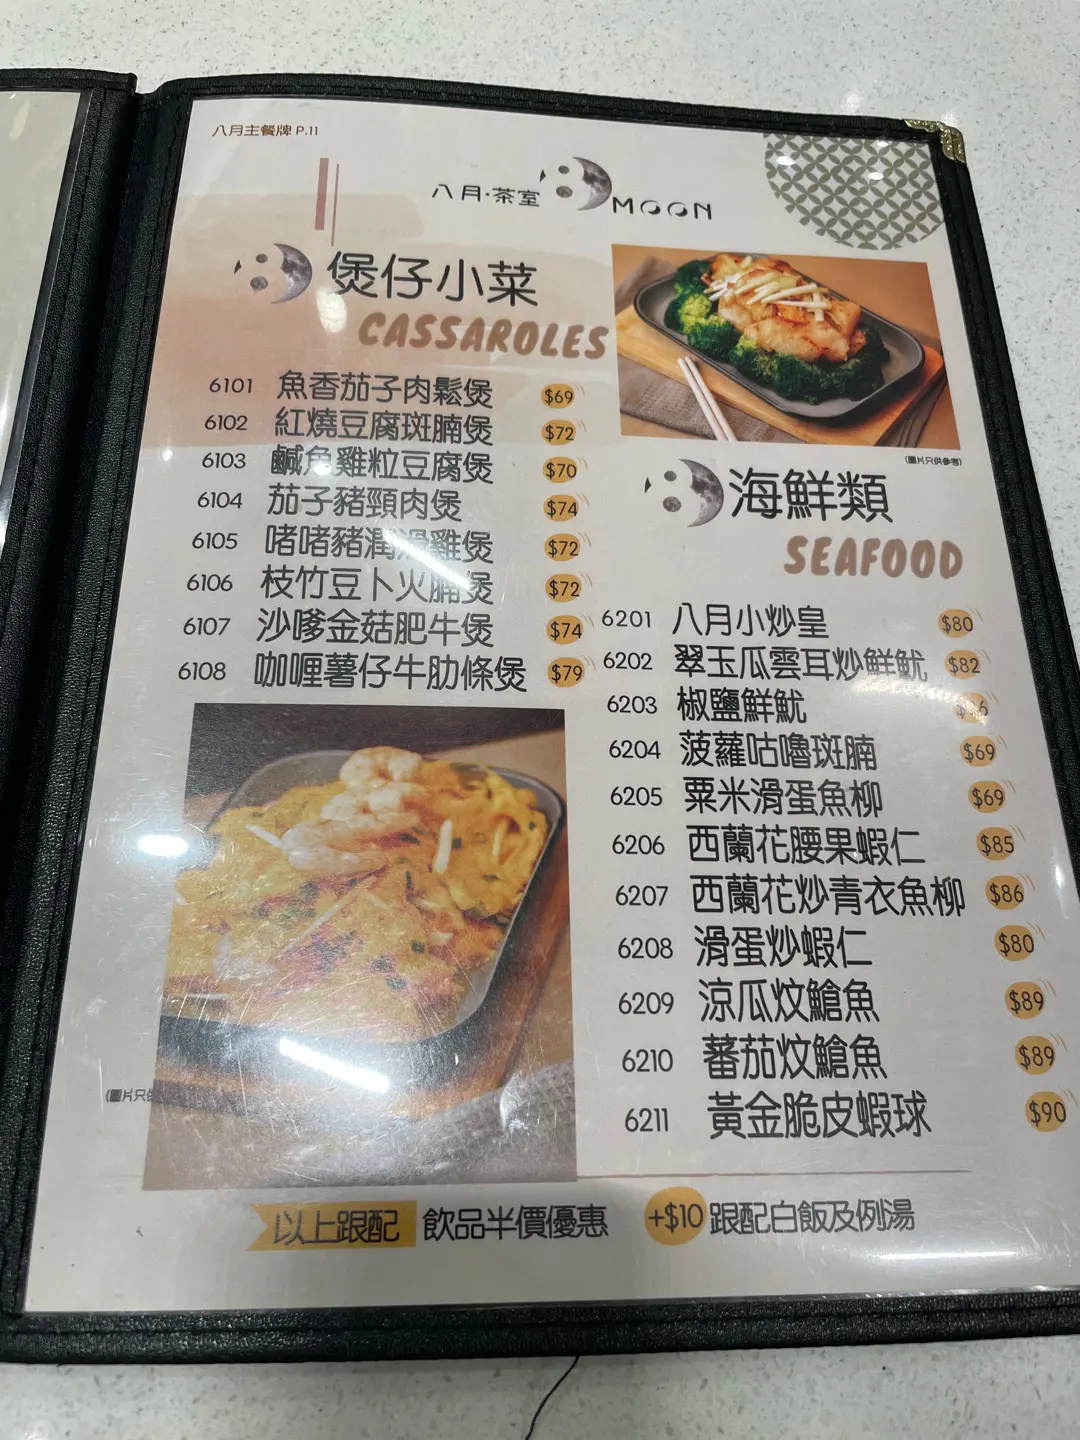 八月主餐牌 P.11
八月·茶室 MOON
煲仔小菜
CASSAROLES
6101 魚香茄子肉鬆煲 $69
6102 紅燒豆腐斑腩煲 $72
6103 鹹魚雞粒豆腐煲 $70
6104 茄子豬頸肉煲 $74
6105 啫啫豬潤滑雞煲 $72
6106 枝竹豆卜火腩煲 $72
6107 沙嗲金菇肥牛煲 $74
6108 咖喱薯仔牛肋條煲 $79
(圖片只供
(圖片只供參考)
海鮮類
SEAFOOD
6201 八月小炒皇 $80
6202 翠玉瓜雲耳炒鮮魷 $82
6203 椒鹽鮮魷
6204 菠蘿咕嚕斑腩 $69
6205 粟米滑蛋魚柳 $69
6206 西蘭花腰果蝦仁 $85
6207 西蘭花炒青衣魚柳 $86
6208 滑蛋炒蝦仁 $80
6209 涼瓜炆鯧魚 $89
6210 蕃茄炆鯧魚 $89
6211 黃金脆皮蝦球 $90
以上跟配 飲品半價優惠 +$10 跟配白飯及例湯